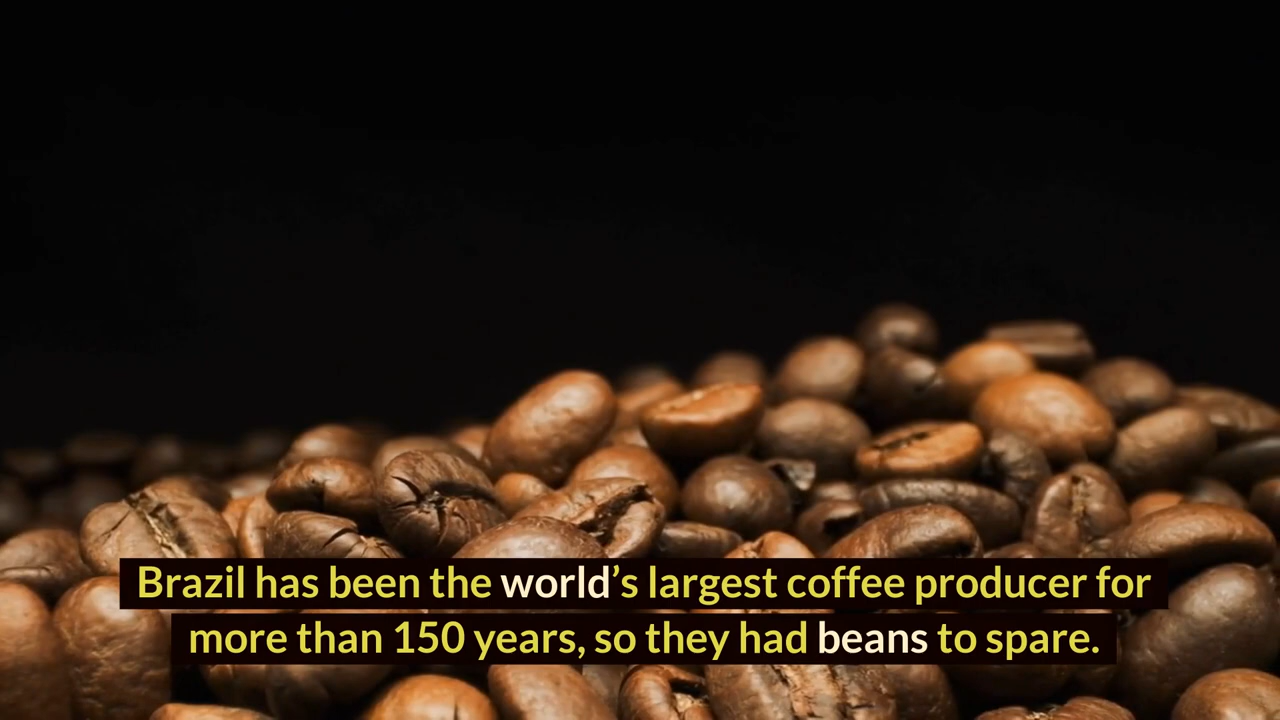 Brazil has been the world’s largest coffee producer for
more than 150 years, so they had beans to spare.